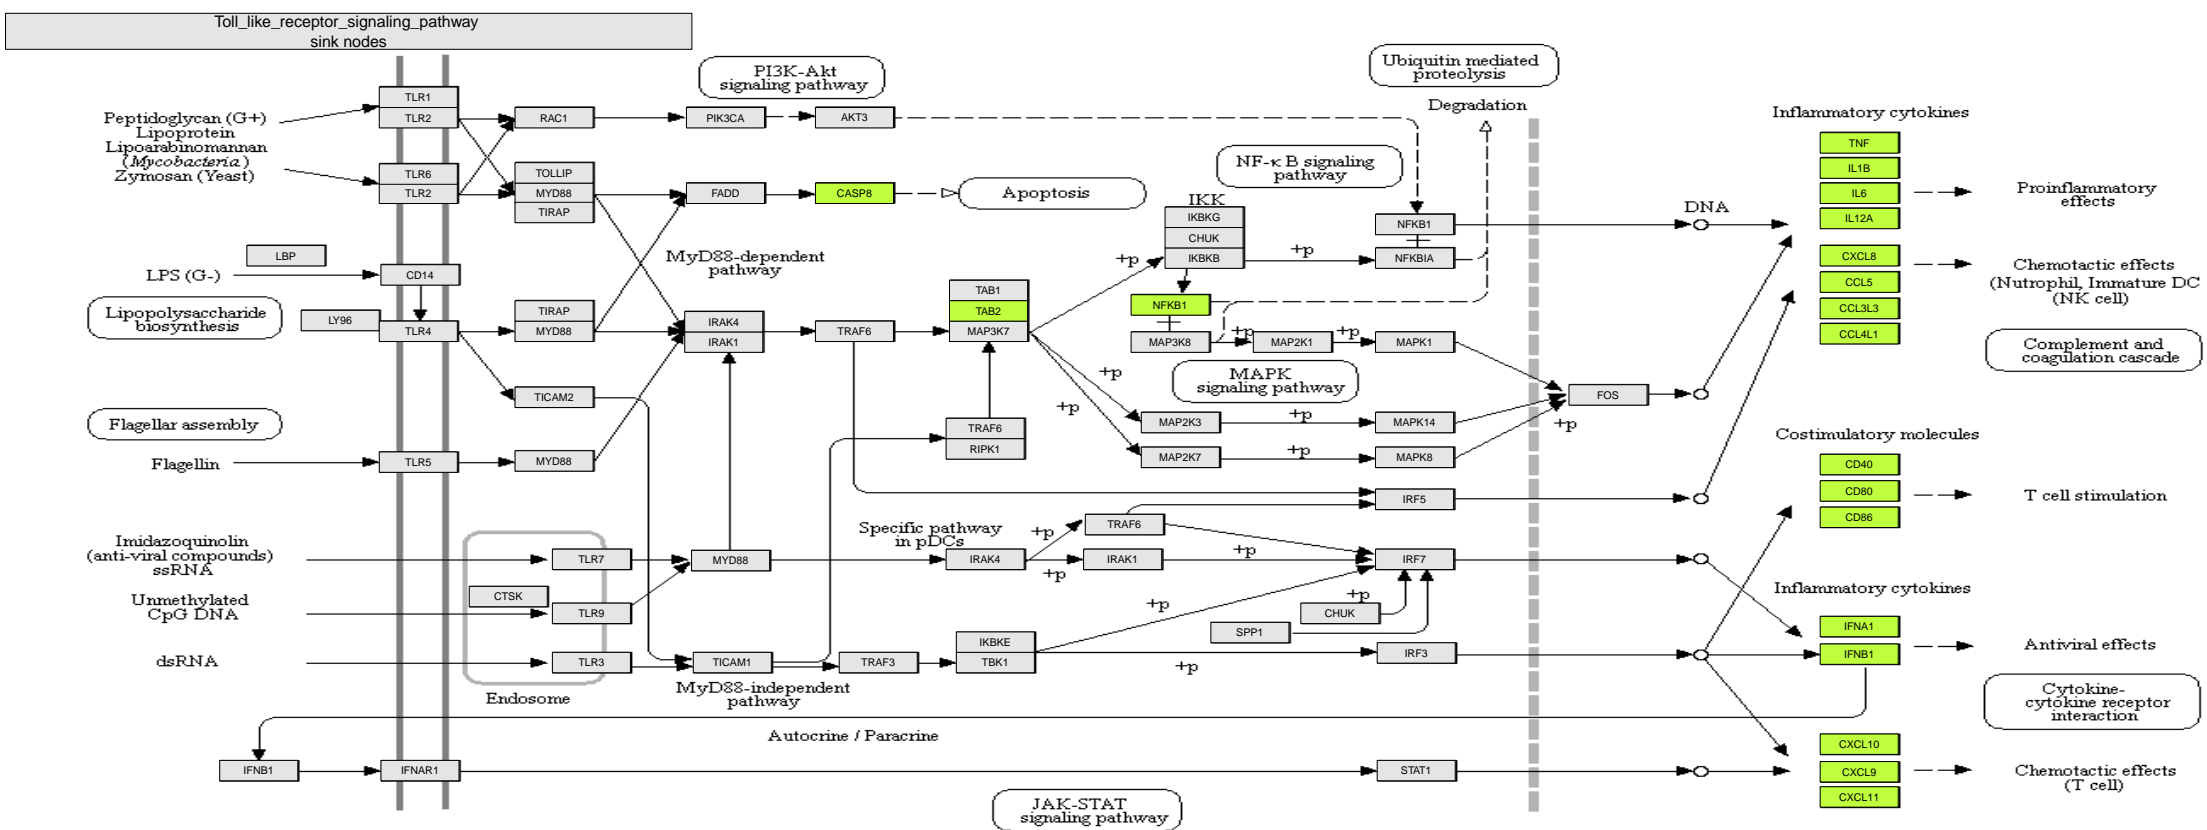 Toll_like_receptor_signaling_pathway
sink nodes
PI3K-Akt
signaling pathway
Ubiquitin mediated
proteolysis
Degradation
Inflammatory cytokines
Peptidoglycan (G+)
Lipoprotein
Lipoarabinomannan
(Mycobacteria)
Zymosan (Yeast)
TLR1
TLR2
TLR6
TLR2
RAC1
PIK3CA
AKT3
TOLLIP
MYD88
TIRAP
FADD
CASP8
Apoptosis
NF-κ B signaling
pathway
IKK
IKBKG
CHUK
IKBKB
+p
+p
NFKB1
NFKBIA
DNA
TNF
IL1B
IL6
IL12A
Proinflammatory
effects
LBP
LPS (G-)
CD14
MyD88-dependent
pathway
CXCL8
CCL5
CCL3L3
CCL4L1
Chemotactic effects
(Nutrophil, Immature DC
(NK cell)
Lipopolysaccharide
biosynthesis
LY96
TLR4
TIRAP
MYD88
IRAK4
IRAK1
TRAF6
TAB1
TAB2
MAP3K7
NFKB1
MAP3K8
+p
MAP2K1
+p
MAPK1
Complement and
coagulation cascade
MAPK
signaling pathway
TICAM2
+p
+p
FOS
Flagellar assembly
TRAF6
RIPK1
MAP2K3
+p
MAPK14
+p
Flagellin
TLR5
MYD88
MAP2K7
+p
MAPK8
Costimulatory molecules
CD40
CD80
CD86
T cell stimulation
IRF5
Specific pathway
in pDCs
+p
TRAF6
Imidazoquinolin
(anti-viral compounds)
ssRNA
TLR7
MYD88
IRAK4
+p
IRAK1
+p
IRF7
CTSK
Unmethylated
CpG DNA
TLR9
+p
+p
CHUK
SPP1
Inflammatory cytokines
IFNA1
IFNB1
Antiviral effects
dsRNA
TLR3
TICAM1
TRAF3
IKBKE
TBK1
+p
IRF3
Endosome
MyD88-independent
pathway
Cytokine-
cytokine receptor
interaction
Autocrine / Paracrine
IFNB1
IFNAR1
STAT1
CXCL10
CXCL9
CXCL11
Chemotactic effects
(T cell)
JAK-STAT
signaling pathway